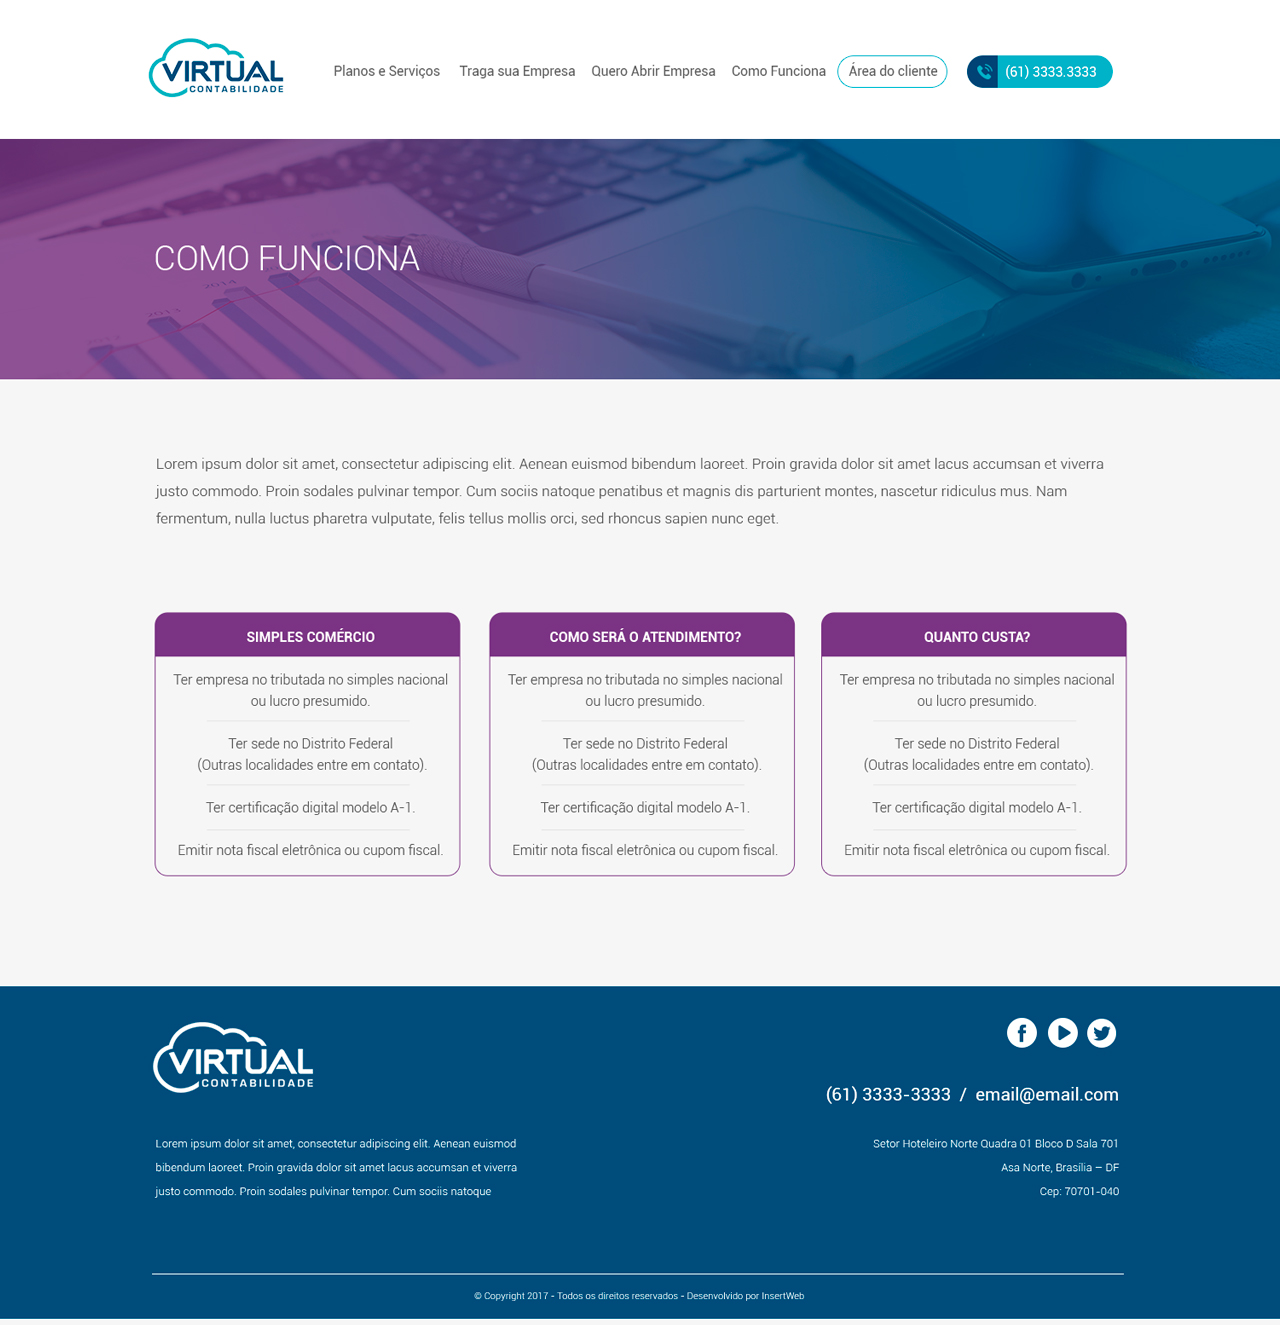 VIRTUAL
CONTABILIDADE
Planos e Serviços
Traga sua Empresa
Quero Abrir Empresa
Como Funciona
Área do cliente
(61) 3333.3333
COMO FUNCIONA
2014
2013
2012
Lorem ipsum dolor sit amet, consectetur adipiscing elit. Aenean euismod bibendum laoreet. Proin gravida dolor sit amet lacus accumsan et viverra
justo commodo. Proin sodales pulvinar tempor. Cum sociis natoque penatibus et magnis dis parturient montes, nascetur ridiculus mus. Nam
fermentum, nulla luctus pharetra vulputate, felis tellus mollis orci, sed rhoncus sapien nunc eget.
SIMPLES COMÉRCIO
Ter empresa no tributada no simples nacional
ou lucro presumido.
Ter sede no Distrito Federal
(Outras localidades entre em contato).
Ter certificação digital modelo A-1.
Emitir nota fiscal eletrônica ou cupom fiscal.
COMO SERÁ O ATENDIMENTO?
Ter empresa no tributada no simples nacional
ou lucro presumido.
Ter sede no Distrito Federal
(Outras localidades entre em contato).
Ter certificação digital modelo A-1.
Emitir nota fiscal eletrônica ou cupom fiscal.
QUANTO CUSTA?
Ter empresa no tributada no simples nacional
ou lucro presumido.
Ter sede no Distrito Federal
(Outras localidades entre em contato).
Ter certificação digital modelo A-1.
Emitir nota fiscal eletrônica ou cupom fiscal.
VIRTUAL
CONTABILIDADE
(61) 3333-3333 / email@email.com
Lorem ipsum dolor sit amet, consectetur adipiscing elit. Aenean euismod
bibendum laoreet. Proin gravida dolor sit amet lacus accumsan et viverra
justo commodo. Proin sodales pulvinar tempor. Cum sociis natoque
Setor Hoteleiro Norte Quadra 01 Bloco D Sala 701
Asa Norte, Brasília – DF
Cep: 70701-040
© Copyright 2017 - Todos os direitos reservados - Desenvolvido por InsertWeb